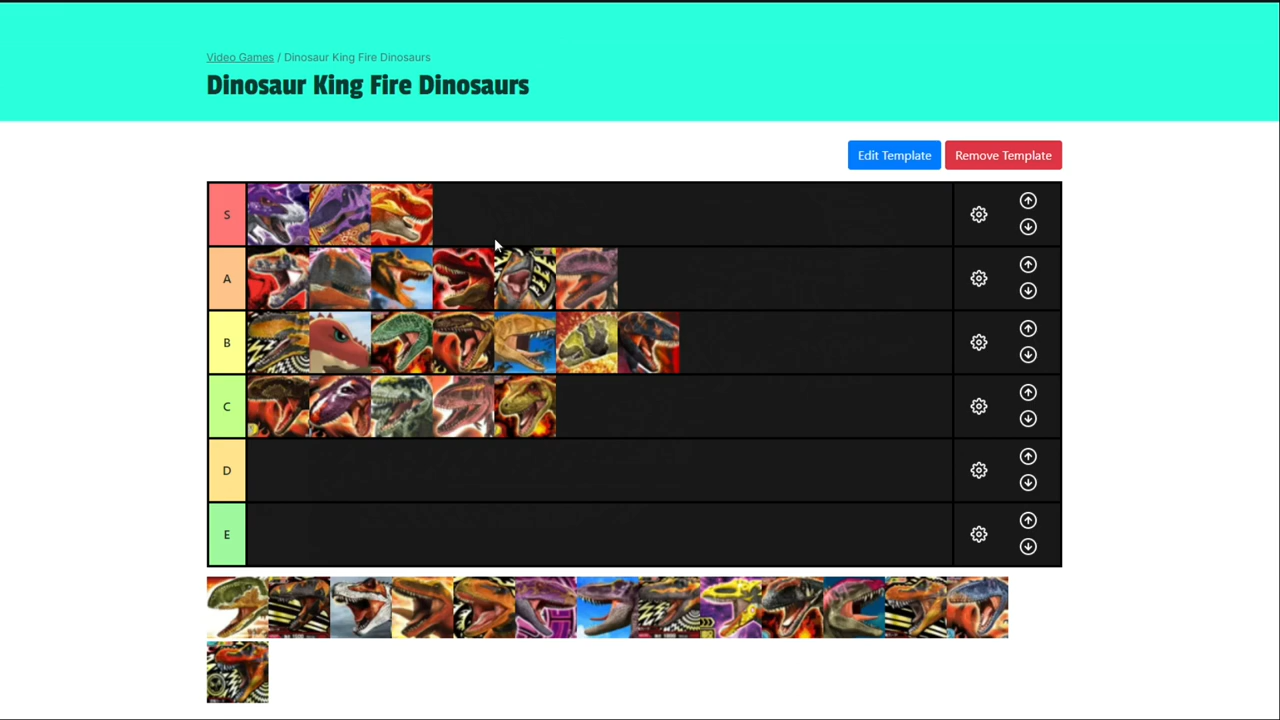 Video Games / Dinosaur King Fire Dinosaurs
Dinosaur King Fire Dinosaurs
Edit Template Remove Template
S
A
B
C
D
E